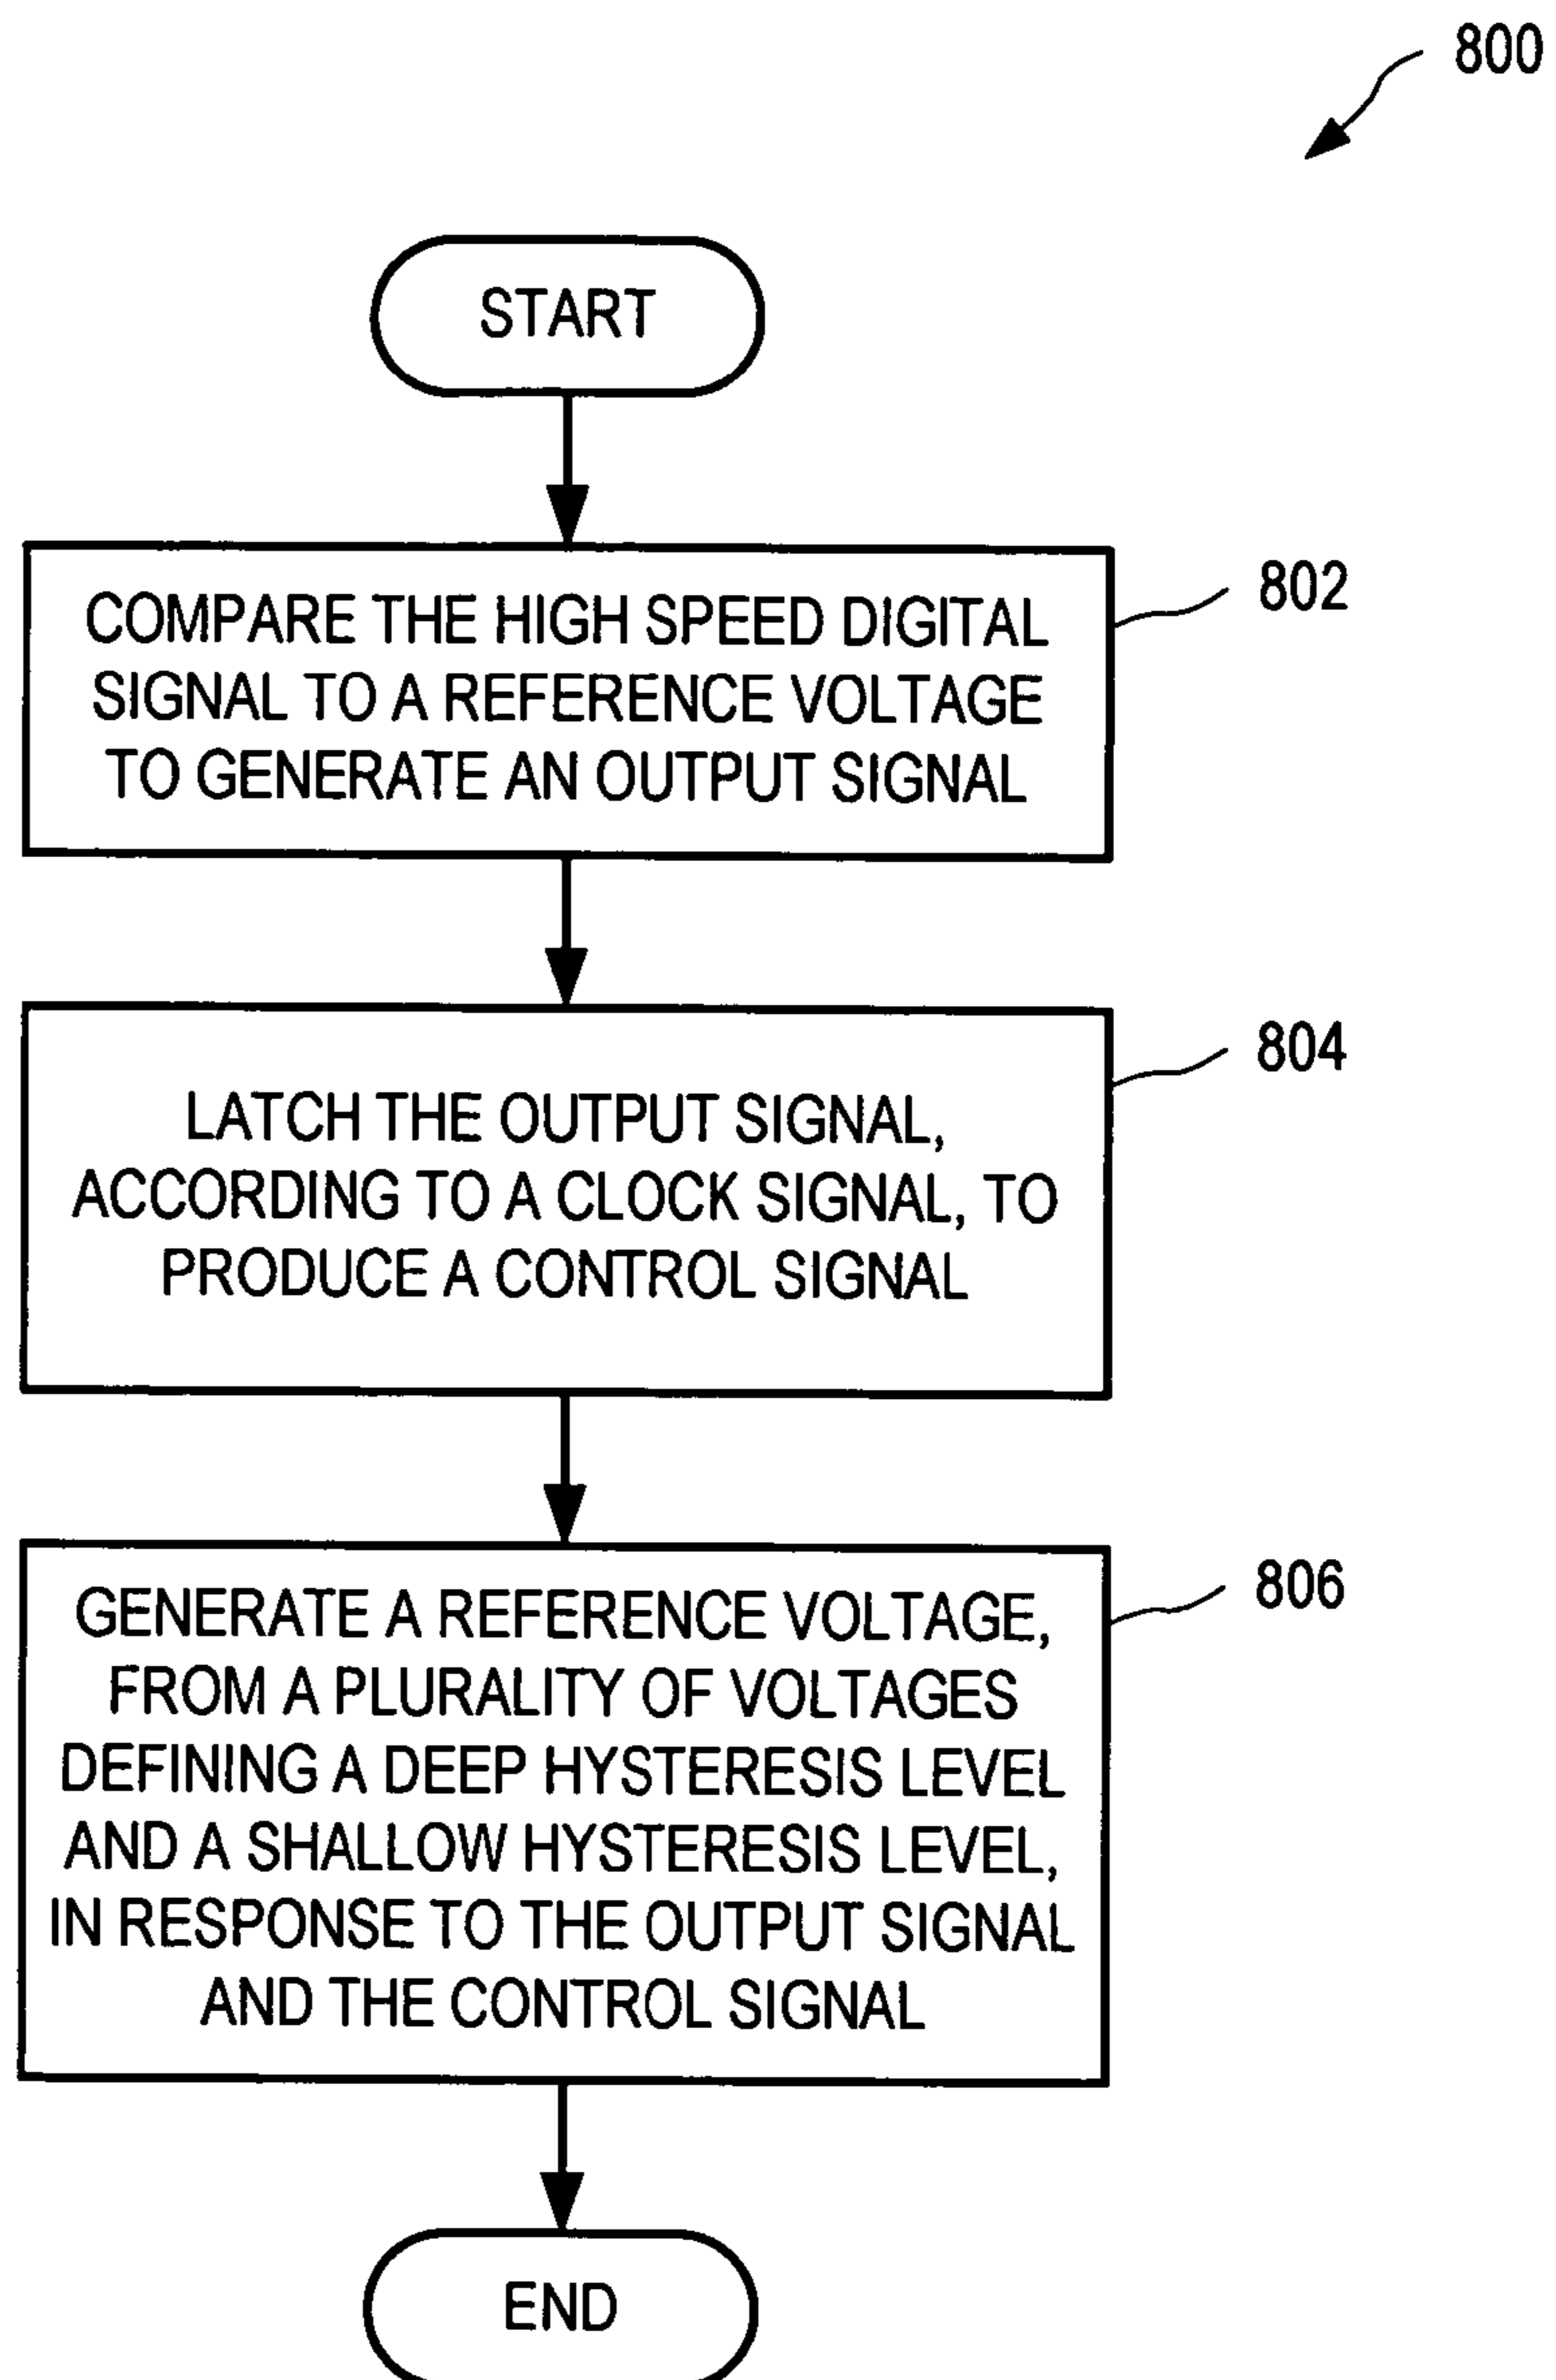 800
START
COMPARE THE HIGH SPEED DIGITAL
SIGNAL TO A REFERENCE VOLTAGE
TO GENERATE AN OUTPUT SIGNAL
802
LATCH THE OUTPUT SIGNAL,
ACCORDING TO A CLOCK SIGNAL, TO
PRODUCE A CONTROL SIGNAL
804
GENERATE A REFERENCE VOLTAGE,
FROM A PLURALITY OF VOLTAGES
DEFINING A DEEP HYSTERESIS LEVEL
AND A SHALLOW HYSTERESIS LEVEL,
IN RESPONSE TO THE OUTPUT SIGNAL
AND THE CONTROL SIGNAL
806
END